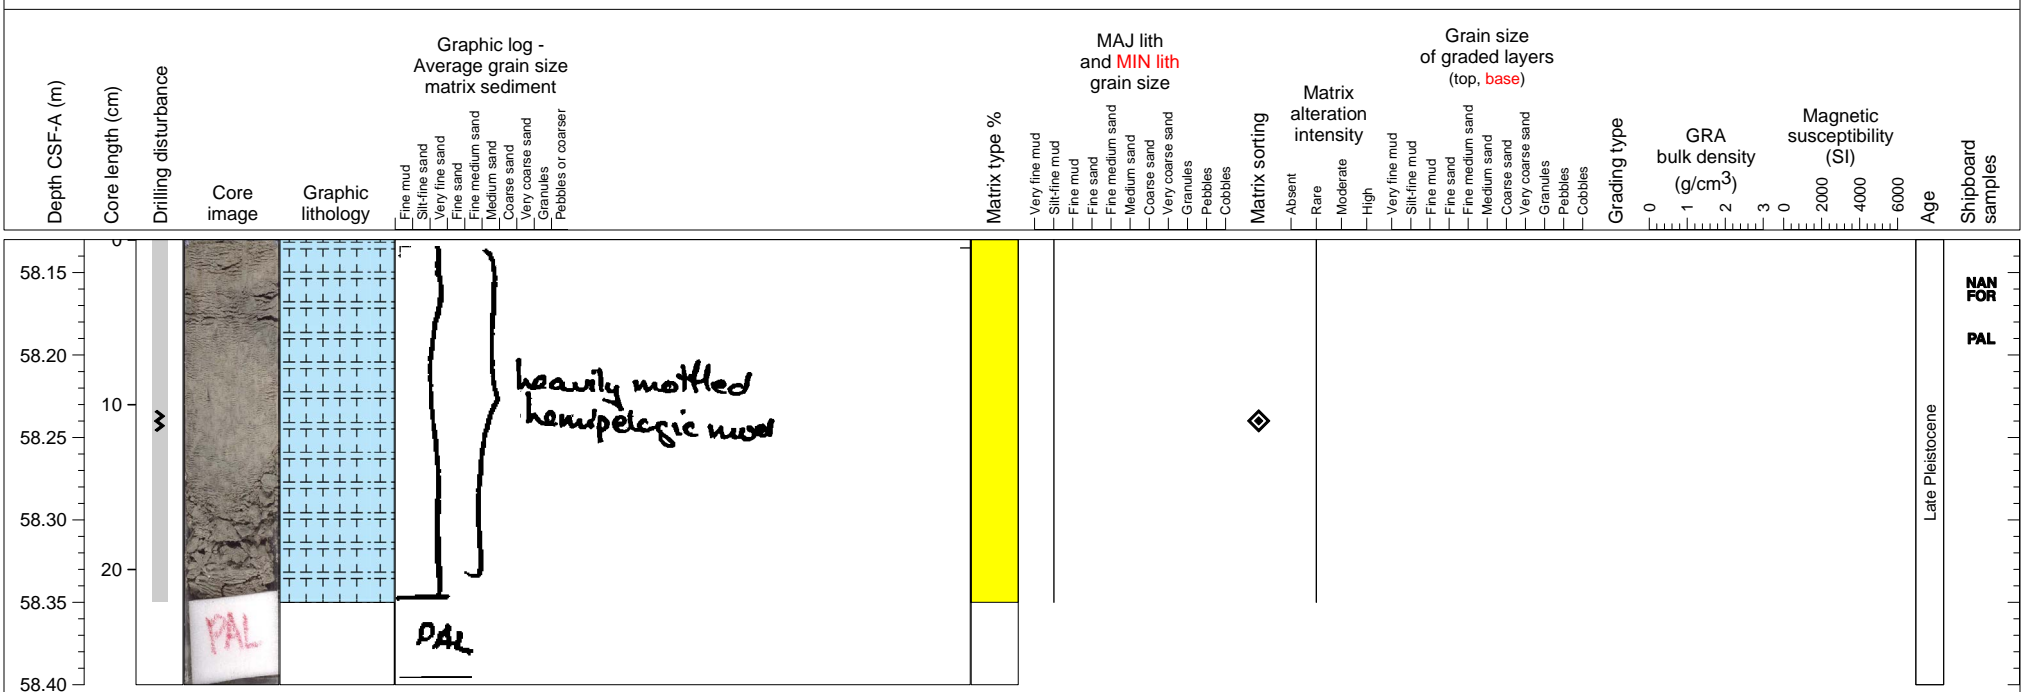 Depth CSF-A (m)
Core length (cm)
Drilling disturbance
Core
image
Graphic
lithology
Graphic log -
Average grain size
matrix sediment
Fine mud
Silt-fine sand
Very fine sand
Fine sand
Fine medium sand
Medium sand
Coarse sand
Very coarse sand
Granules
Pebbles or coarser
Matrix type %
MAJ lith
and MIN lith
grain size
Very fine mud
Silt-fine mud
Fine mud
Fine sand
Fine medium sand
Medium sand
Coarse sand
Very coarse sand
Granules
Pebbles
Cobbles
Matrix sorting
Matrix
alteration
intensity
Absent
Rare
Moderate
High
Grain size
of graded layers
(top, base)
Very fine mud
Silt-fine mud
Fine mud
Fine sand
Fine medium sand
Medium sand
Coarse sand
Very coarse sand
Granules
Pebbles
Cobbles
Grading type
GRA
bulk density
(g/cm3)
0 1 2 3
Magnetic
susceptibility
(SI)
0 2000 4000 6000
Age
Shipboard
samples
58.15
58.20
58.25
58.30
58.35
58.40
0
10
20
PAL
heavily mottled
hemipelagic mud
PAL
Late Pleistocene
NAN
FOR
PAL